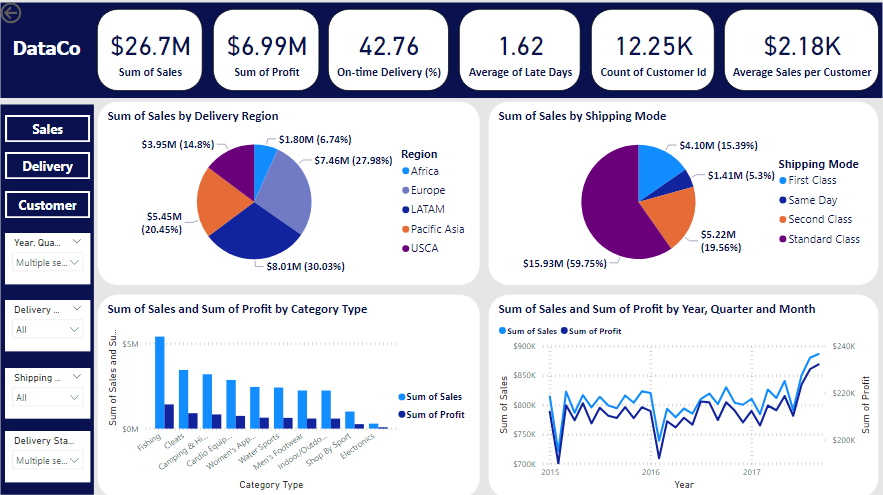 DataCo
$26.7M
Sum of Sales
$6.99M
Sum of Profit
42.76
On-time Delivery (%)
1.62
Average of Late Days
12.25K
Count of Customer Id
$2.18K
Average Sales per Customer
Sales
Delivery
Customer
Year, Qua...
Multiple se...
Delivery ...
All
Shipping ...
All
Delivery Sta...
Multiple se...
Sum of Sales by Delivery Region
$3.95M (14.8%)
$1.80M (6.74%)
$7.46M (27.98%)
$5.45M
(20.45%)
$8.01M (30.03%)
Region
Africa
Europe
LATAM
Pacific Asia
USCA
Sum of Sales by Shipping Mode
$4.10M (15.39%)
$1.41M (5.3%)
$5.22M
(19.56%)
$15.93M (59.75%)
Shipping Mode
First Class
Same Day
Second Class
Standard Class
Sum of Sales and Sum of Profit by Category Type
Sum of Sales and Su...
$5M
$0M
Fishing
Cleats
Camping & Hi...
Cardio Equip...
Women's App...
Water Sports
Men's Footwear
Indoor/Outdo...
Shop By Sport
Electronics
Category Type
Sum of Sales
Sum of Profit
Sum of Sales and Sum of Profit by Year, Quarter and Month
Sum of Sales Sum of Profit
Sum of Sales
$900K
$850K
$800K
$750K
$700K
$240K
$220K
$200K
Sum of Profit
2015 2016 2017
Year